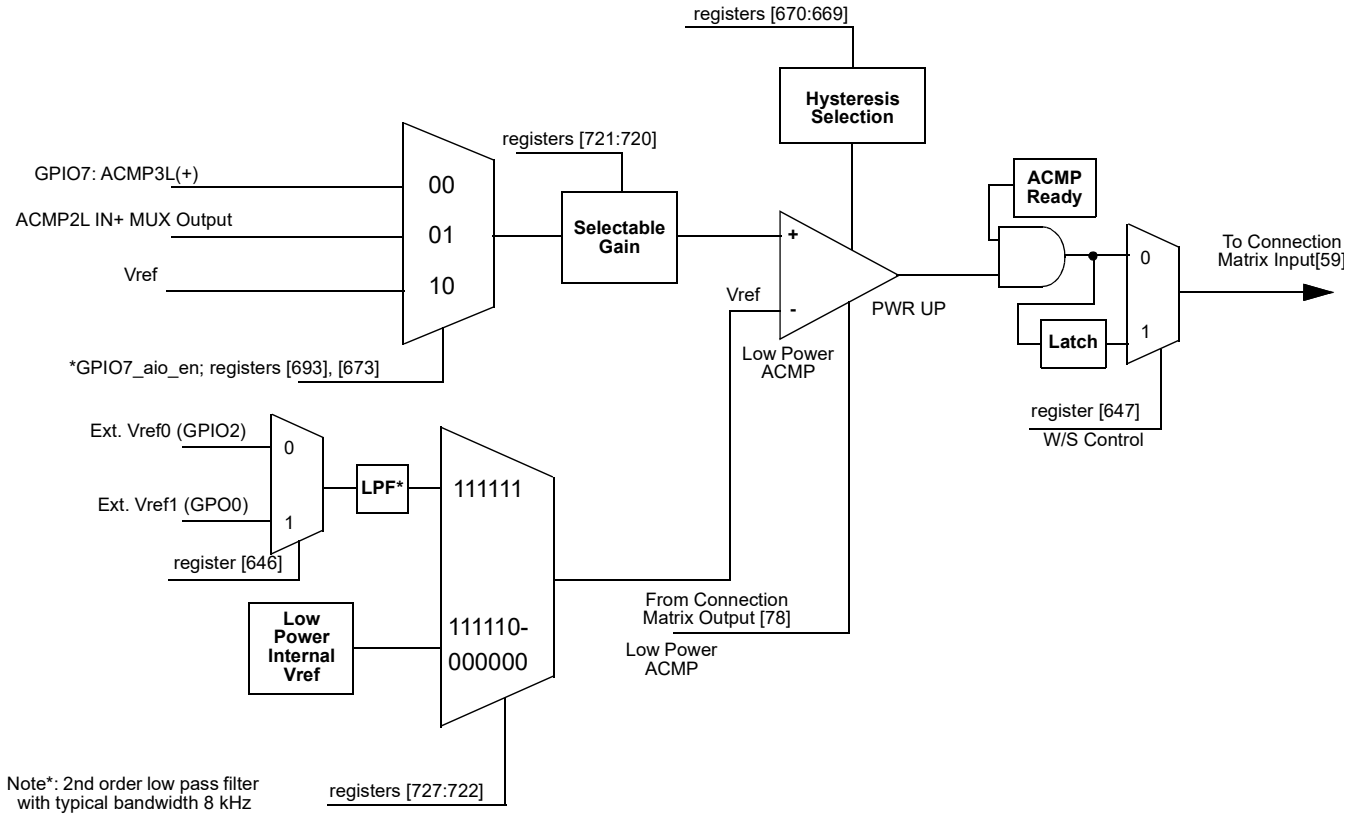 registers [670:669]
Hysteresis
Selection
registers [721:720]
GPIO7: ACMP3L(+)
00
ACMP2L IN+ MUX Output
01
Vref
10
Selectable
Gain
*GPIO7_aio_en; registers [693], [673]
+
Vref
-
Low Power
ACMP
PWR UP
ACMP
Ready
0
To Connection
Matrix Input[59]
Latch
1
register [647]
W/S Control
Ext. Vref0 (GPIO2)
0
Ext. Vref1 (GPO0)
1
LPF*
111111
register [646]
Low
Power
Internal
Vref
111110-
000000
From Connection
Matrix Output [78]
Low Power
ACMP
registers [727:722]
Note*: 2nd order low pass filter
with typical bandwidth 8 kHz